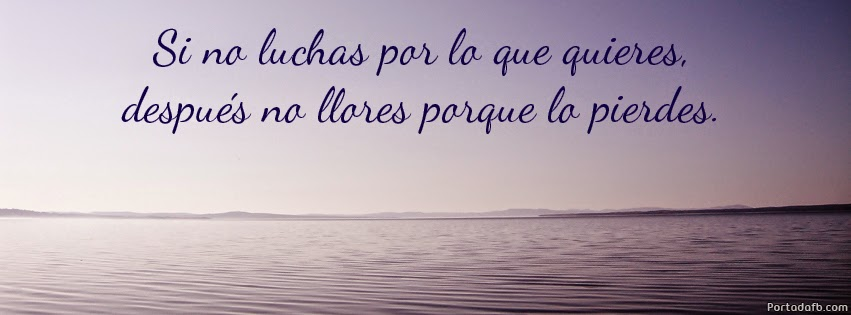 Si no luchas por lo que quieres,
después no llores porque lo pierdes.
Portadafb.com